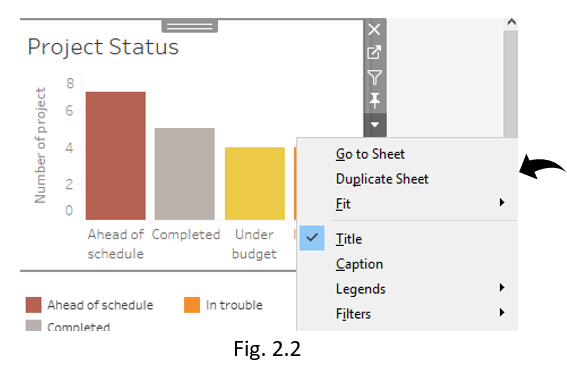 Project Status
Number of project
8
6
4
2
0
Ahead of
schedule
Completed
Under
budget
Go to Sheet
Duplicate Sheet
Fit
Title
Caption
Legends
Filters
Ahead of schedule
In trouble
Completed
Fig. 2.2